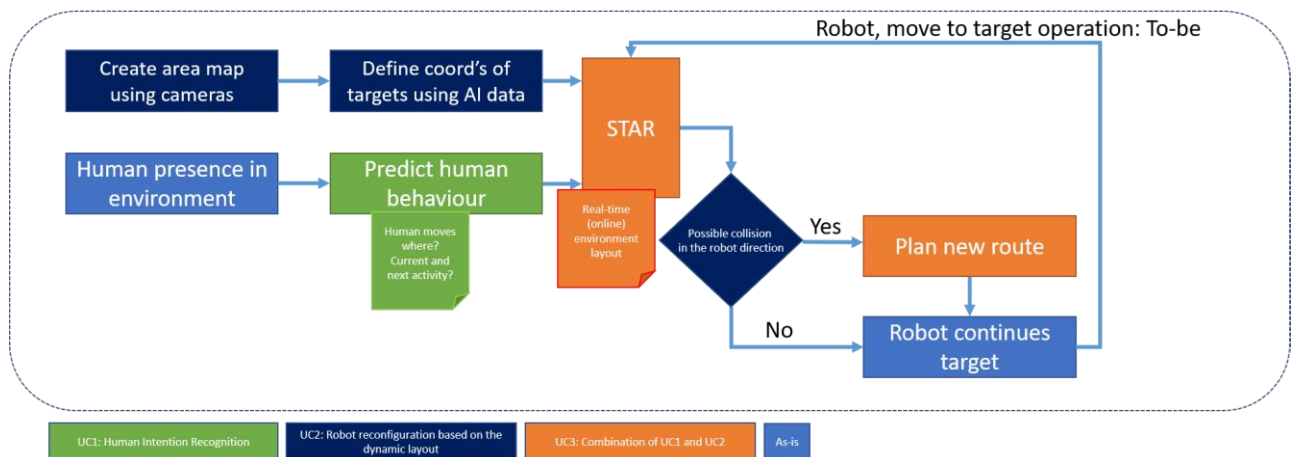 Robot, move to target operation: To-be
Create area map
using cameras
Define coord's of
targets using AI data
STAR
Human presence in
environment
Predict human
behaviour
Human moves
where?
Current and
next activity?
Real-time
(online)
environment
layout
Possible collision
in the robot direction
Yes
Plan new route
No
Robot continues
target
UC1: Human Intention Recognition
UC2: Robot reconfiguration based on the
dynamic layout
UC3: Combination of UC1 and UC2
As-is